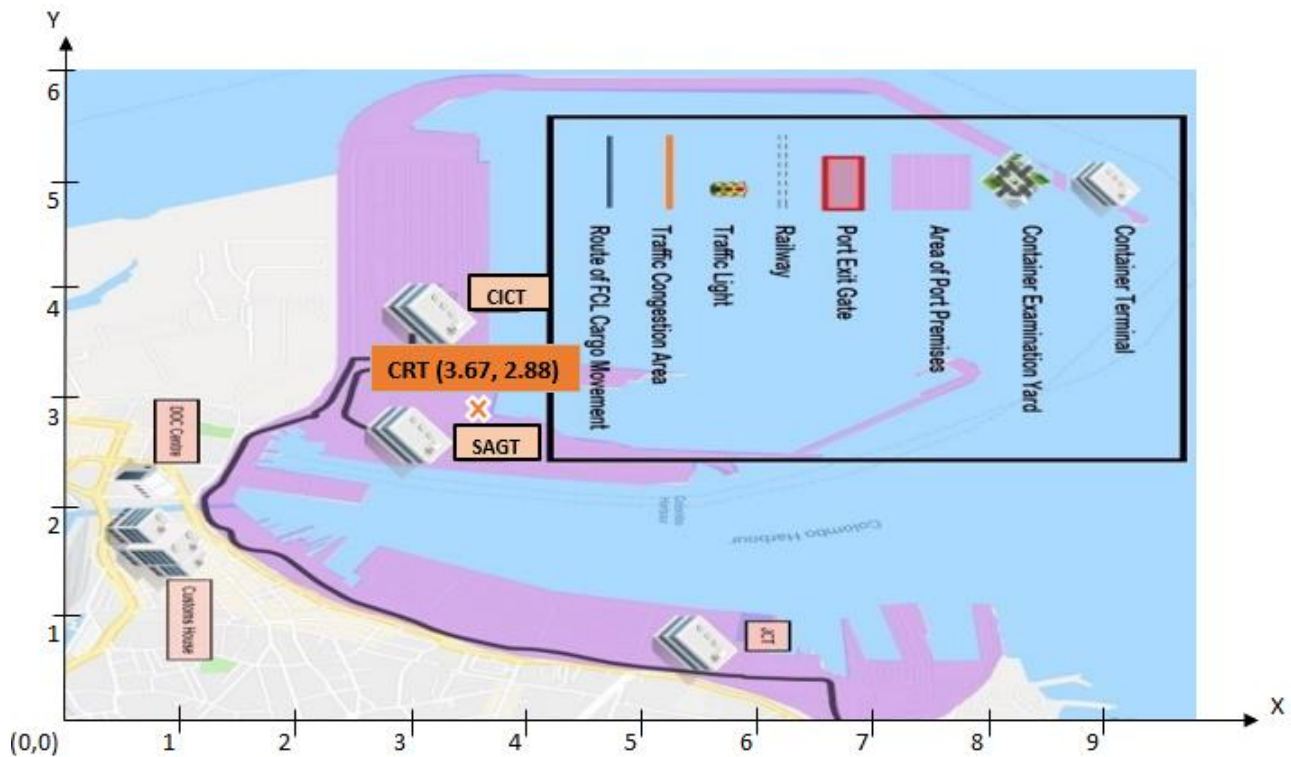 Y
6
5
4
3
2
1
(0,0)
1
2
3
4
5
6
7
8
9
X
CICT
CRT (3.67, 2.88)
SAGT
DOC Centre
Customs House
JCT
Colombo
Harbour
Colombo Harbour
Container Terminal
Container Examination Yard
Area of Port Premises
Port Exit Gate
Railway
Traffic Light
Traffic Congestion Area
Route of FCL Cargo Movement